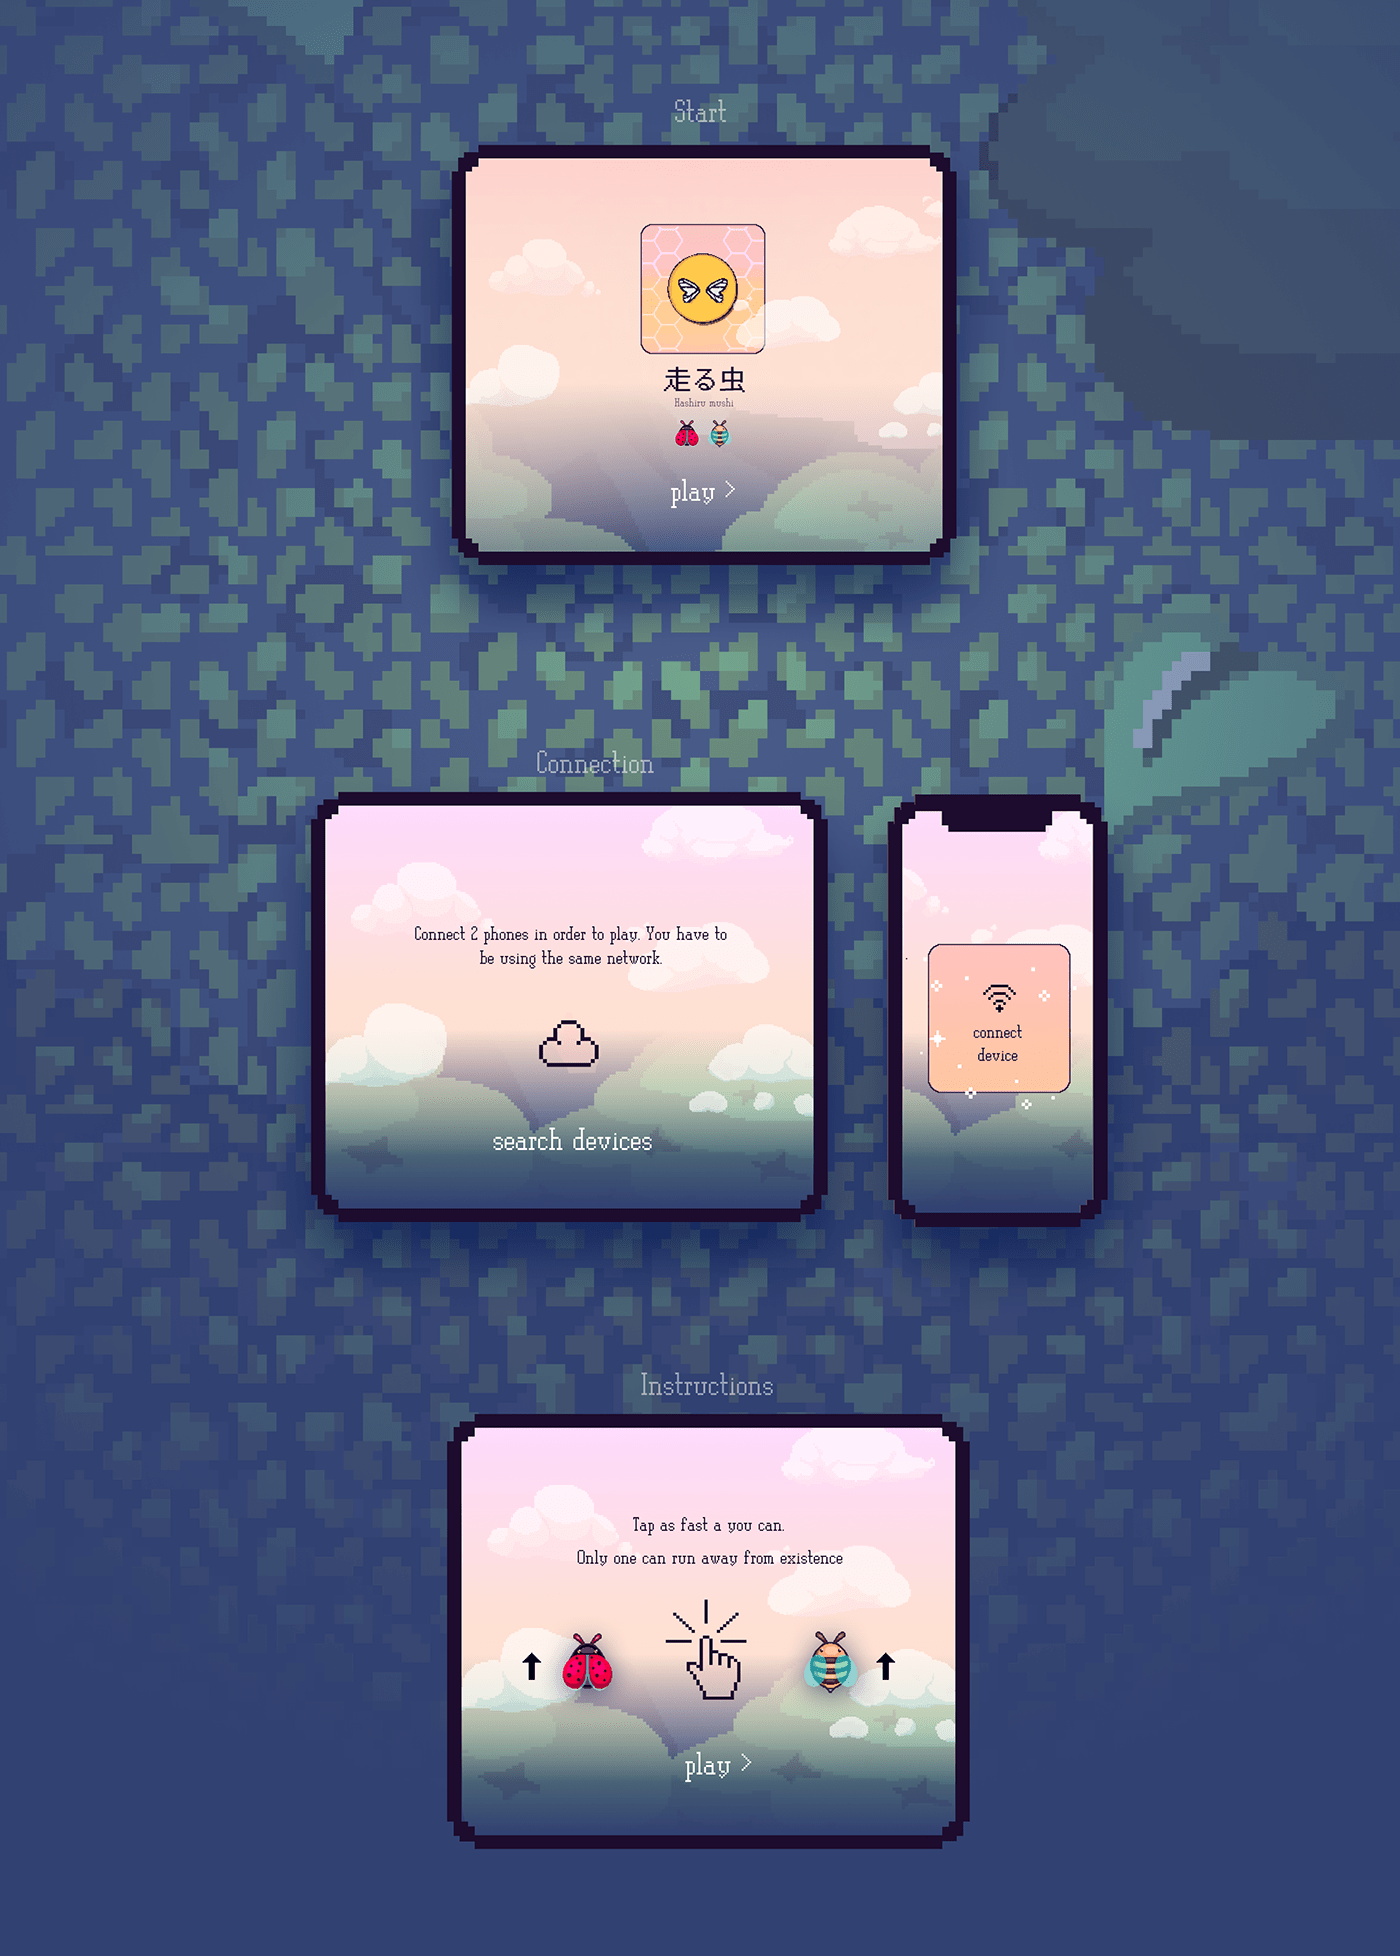 Start
走る虫
Hashiru mushi
play >
Connection
Connect 2 phones in order to play. You have to
be using the same network.
search devices
connect
device
Instructions
Tap as fast a you can.
Only one can run away from existence
play >